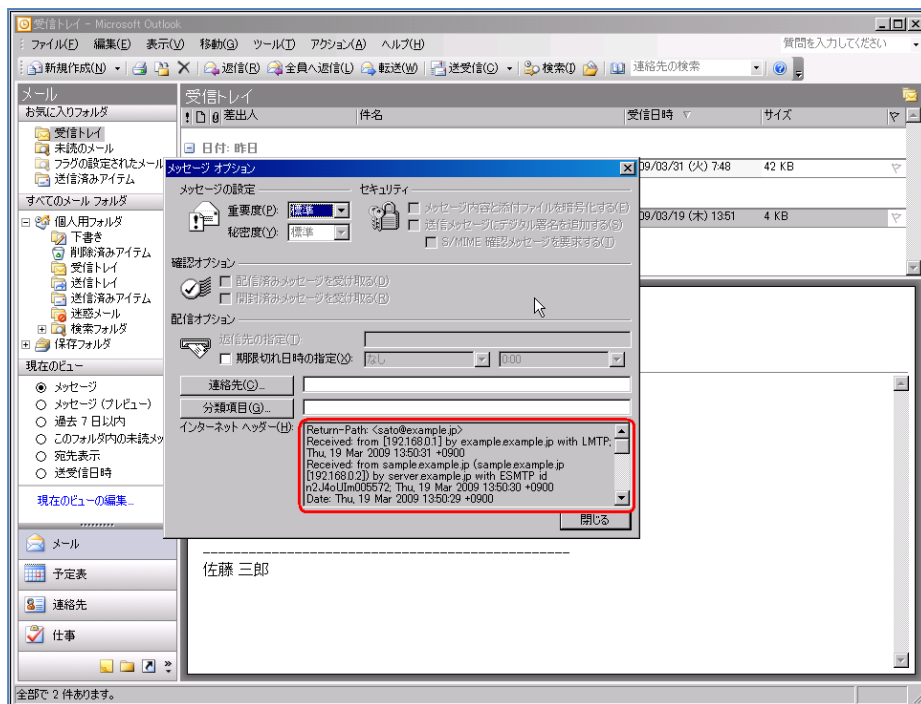 受信トレイ - Microsoft Outlook
ファイル(F) 編集(E) 表示(V) 移動(G) ツール(T) アクション(A) ヘルプ(H) 質問を入力してください
新規作成(N) 返信(R) 全員へ返信(L) 転送(W) 送受信(C) 検索(I) 連絡先の検索
メール 受信トレイ
お気に入りフォルダ 差出人 件名 受信日時 サイズ
受信トレイ
未読のメール 日付: 昨日
フラグの設定されたメール 09/03/31 (火) 7:48 42 KB
送信済みアイテム
すべてのメール フォルダ
個人用フォルダ 09/03/19 (木) 13:51 4 KB
下書き
削除済みアイテム
受信トレイ
送信トレイ
送信済みアイテム
迷惑メール
検索フォルダ
保存フォルダ
現在のビュー
メッセージ
メッセージ (プレビュー)
過去 7 日以内
このフォルダ内の未読メッ
宛先表示
送受信日時
現在のビューの編集...
メール
予定表
連絡先
仕事
メッセージ オプション
メッセージの設定 セキュリティ
重要度(P): 標準 メッセージ内容と添付ファイルを暗号化する(E)
秘密度(Y): 標準 送信メッセージにデジタル署名を追加する(S)
S/MIME 確認メッセージを要求する(T)
確認オプション
配信済みメッセージを受け取る(D)
開封済みメッセージを受け取る(R)
配信オプション
返信先の指定(T):
期限切れ日時の指定(X): なし 0:00
連絡先(C)...
分類項目(G)...
インターネット ヘッダー(H): Return-Path: <sato@example.jp>
Received: from [192.168.0.1] by example.example.jp with LMTP;
Thu, 19 Mar 2009 13:50:31 +0900
Received: from sample.example.jp (sample.example.jp
[192.168.0.2]) by server.example.jp with ESMTP id
n2J4oUIm005572; Thu, 19 Mar 2009 13:50:30 +0900
Date: Thu, 19 Mar 2009 13:50:29 +0900
閉じる
佐藤 三郎
全部で 2 件あります。